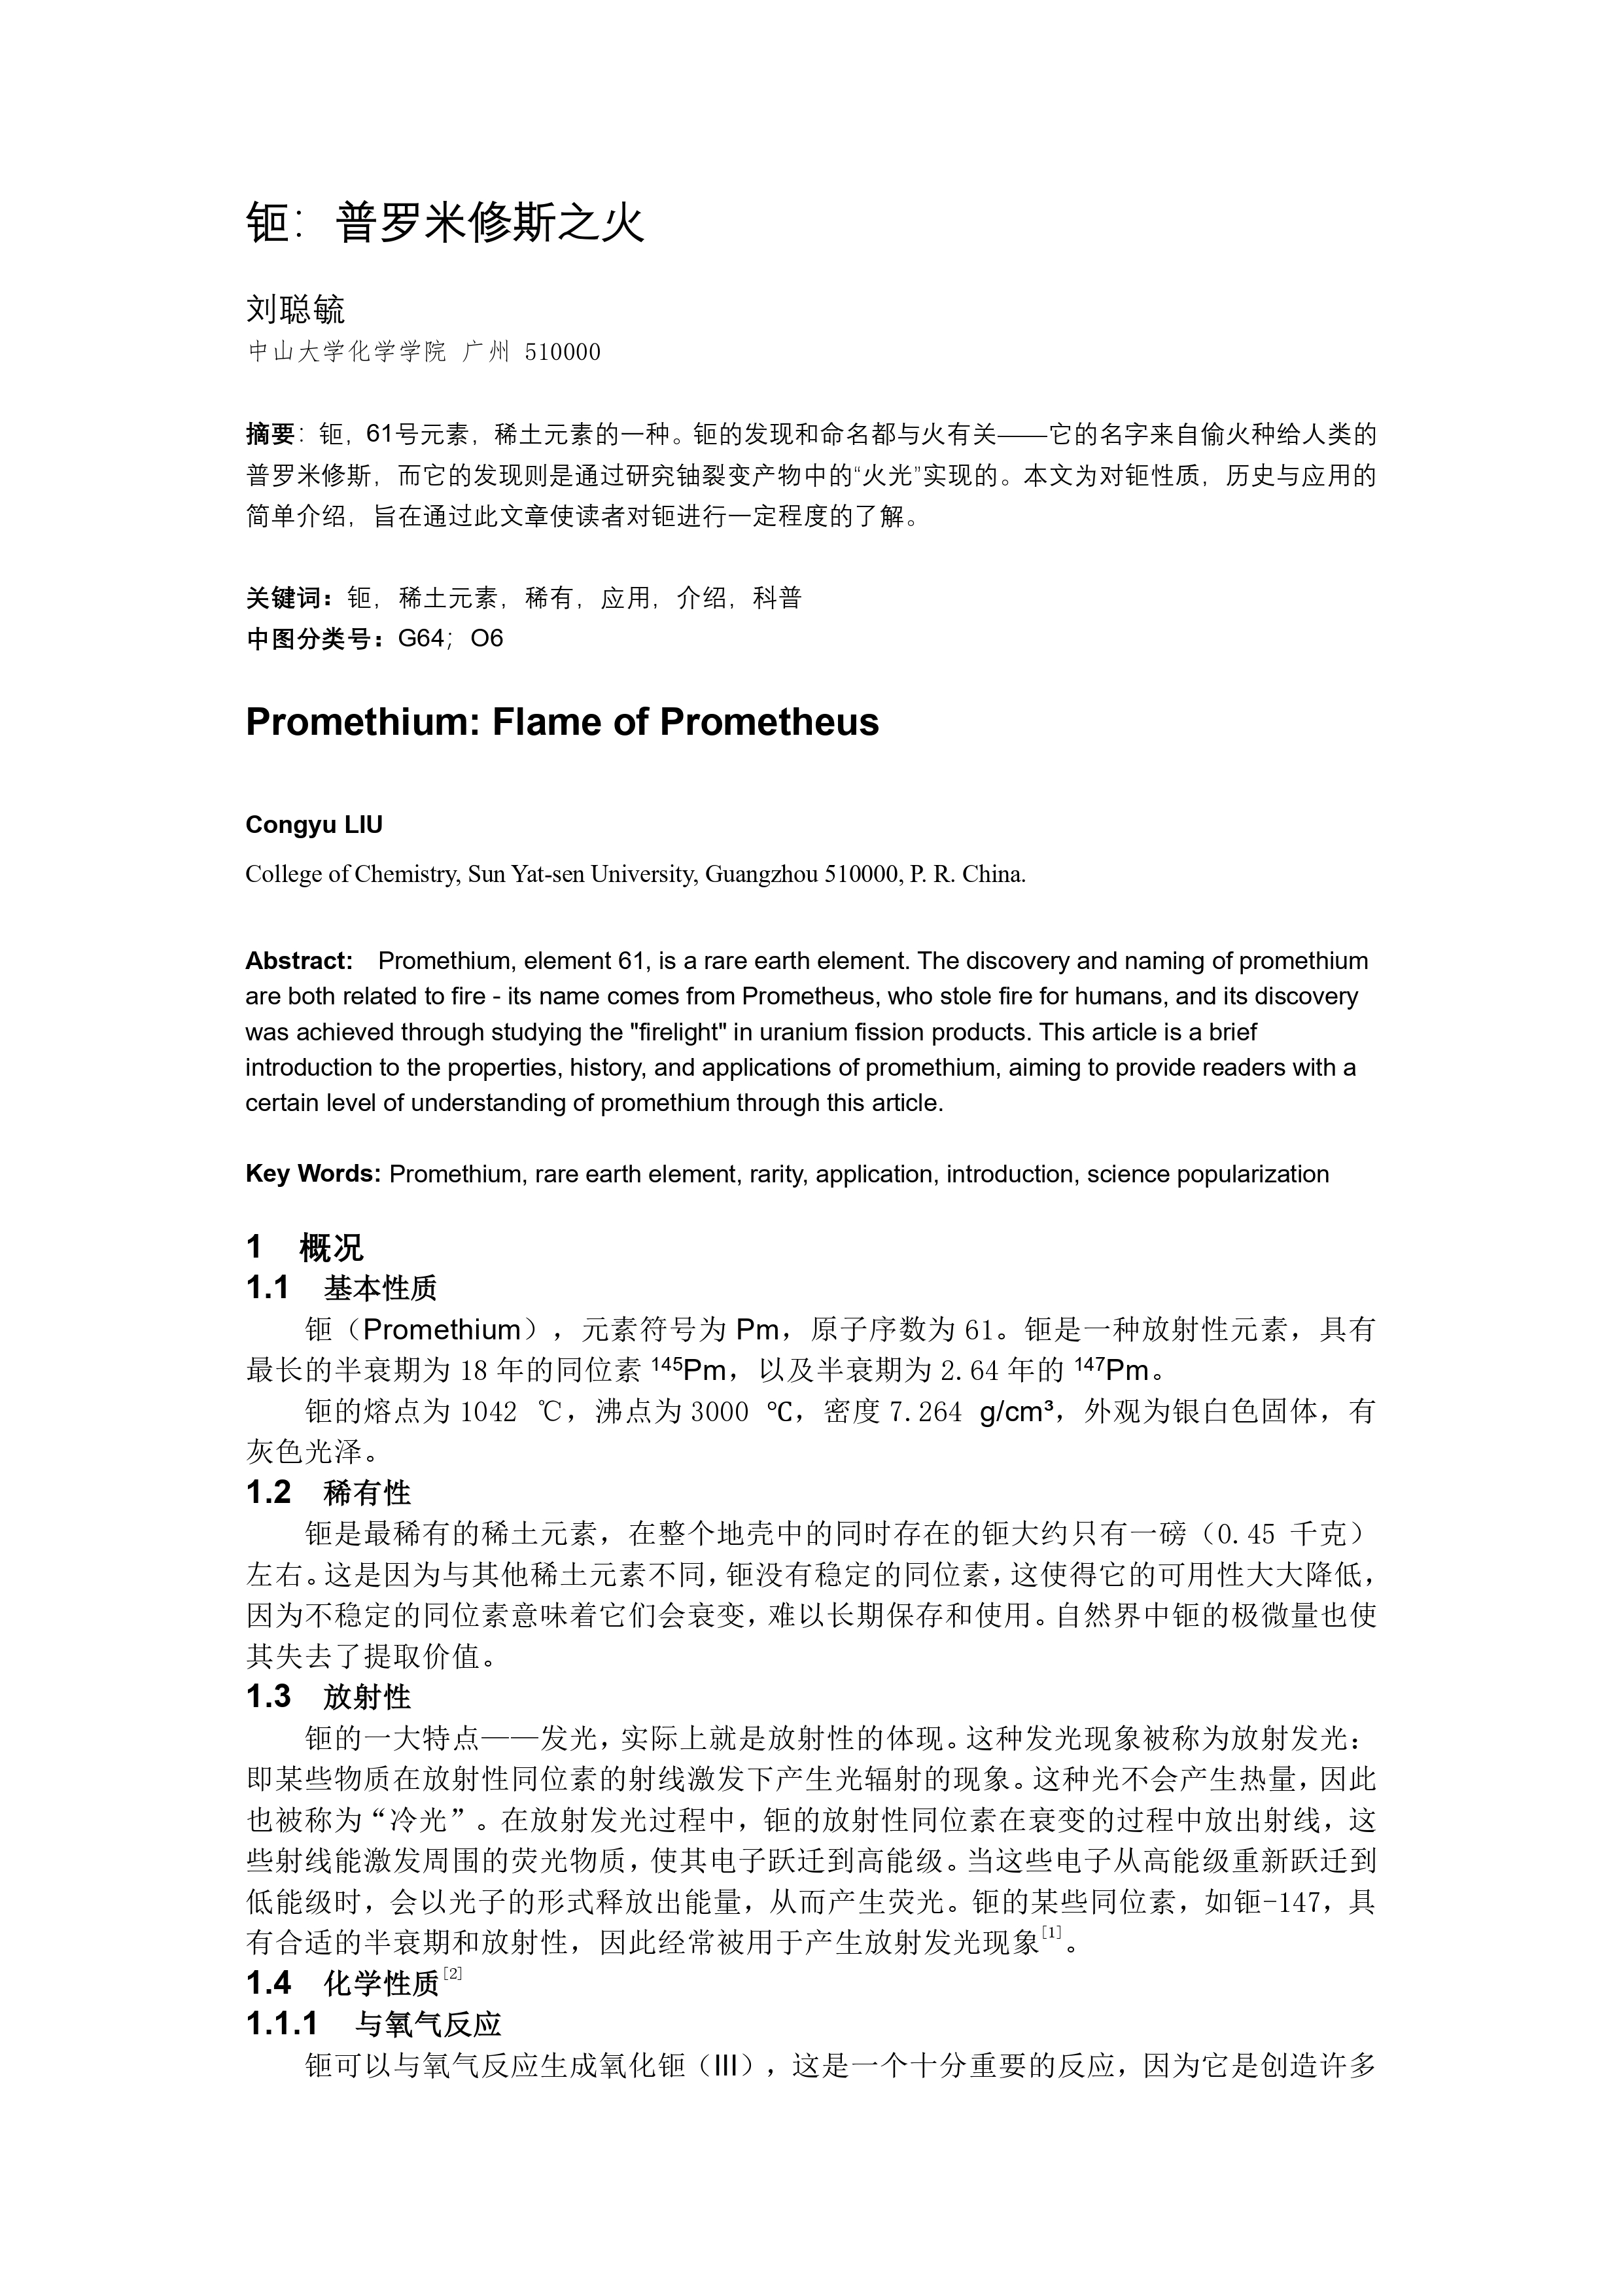 钷：普罗米修斯之火
刘聪毓
中山大学化学学院 广州 510000
摘要：钷，61号元素，稀土元素的一种。钷的发现和命名都与火有关——它的名字来自偷火种给人类的
普罗米修斯，而它的发现则是通过研究铀裂变产物中的“火光”实现的。本文为对钷性质，历史与应用的
简单介绍，旨在通过此文章使读者对钷进行一定程度的了解。
关键词：钷，稀土元素，稀有，应用，介绍，科普
中图分类号：G64；O6
Promethium: Flame of Prometheus
Congyu LIU
College of Chemistry, Sun Yat-sen University, Guangzhou 510000, P. R. China.
Abstract: Promethium, element 61, is a rare earth element. The discovery and naming of promethium
are both related to fire - its name comes from Prometheus, who stole fire for humans, and its discovery
was achieved through studying the "firelight" in uranium fission products. This article is a brief
introduction to the properties, history, and applications of promethium, aiming to provide readers with a
certain level of understanding of promethium through this article.
Key Words: Promethium, rare earth element, rarity, application, introduction, science popularization
1 概况
1.1 基本性质
钷（Promethium），元素符号为 Pm，原子序数为 61。钷是一种放射性元素，具有
最长的半衰期为 18 年的同位素 ¹⁴⁵Pm，以及半衰期为 2.64 年的 ¹⁴⁷Pm。
钷的熔点为 1042 ℃，沸点为 3000 ℃，密度 7.264 g/cm³，外观为银白色固体，有
灰色光泽。
1.2 稀有性
钷是最稀有的稀土元素，在整个地壳中的同时存在的钷大约只有一磅（0.45 千克）
左右。这是因为与其他稀土元素不同，钷没有稳定的同位素，这使得它的可用性大大降低，
因为不稳定的同位素意味着它们会衰变，难以长期保存和使用。自然界中钷的极微量也使
其失去了提取价值。
1.3 放射性
钷的一大特点——发光，实际上就是放射性的体现。这种发光现象被称为放射发光：
即某些物质在放射性同位素的射线激发下产生光辐射的现象。这种光不会产生热量，因此
也被称为“冷光”。在放射发光过程中，钷的放射性同位素在衰变的过程中放出射线，这
些射线能激发周围的荧光物质，使其电子跃迁到高能级。当这些电子从高能级重新跃迁到
低能级时，会以光子的形式释放出能量，从而产生荧光。钷的某些同位素，如钷-147，具
有合适的半衰期和放射性，因此经常被用于产生放射发光现象[1]。
1.4 化学性质[2]
1.1.1 与氧气反应
钷可以与氧气反应生成氧化钷（III），这是一个十分重要的反应，因为它是创造许多